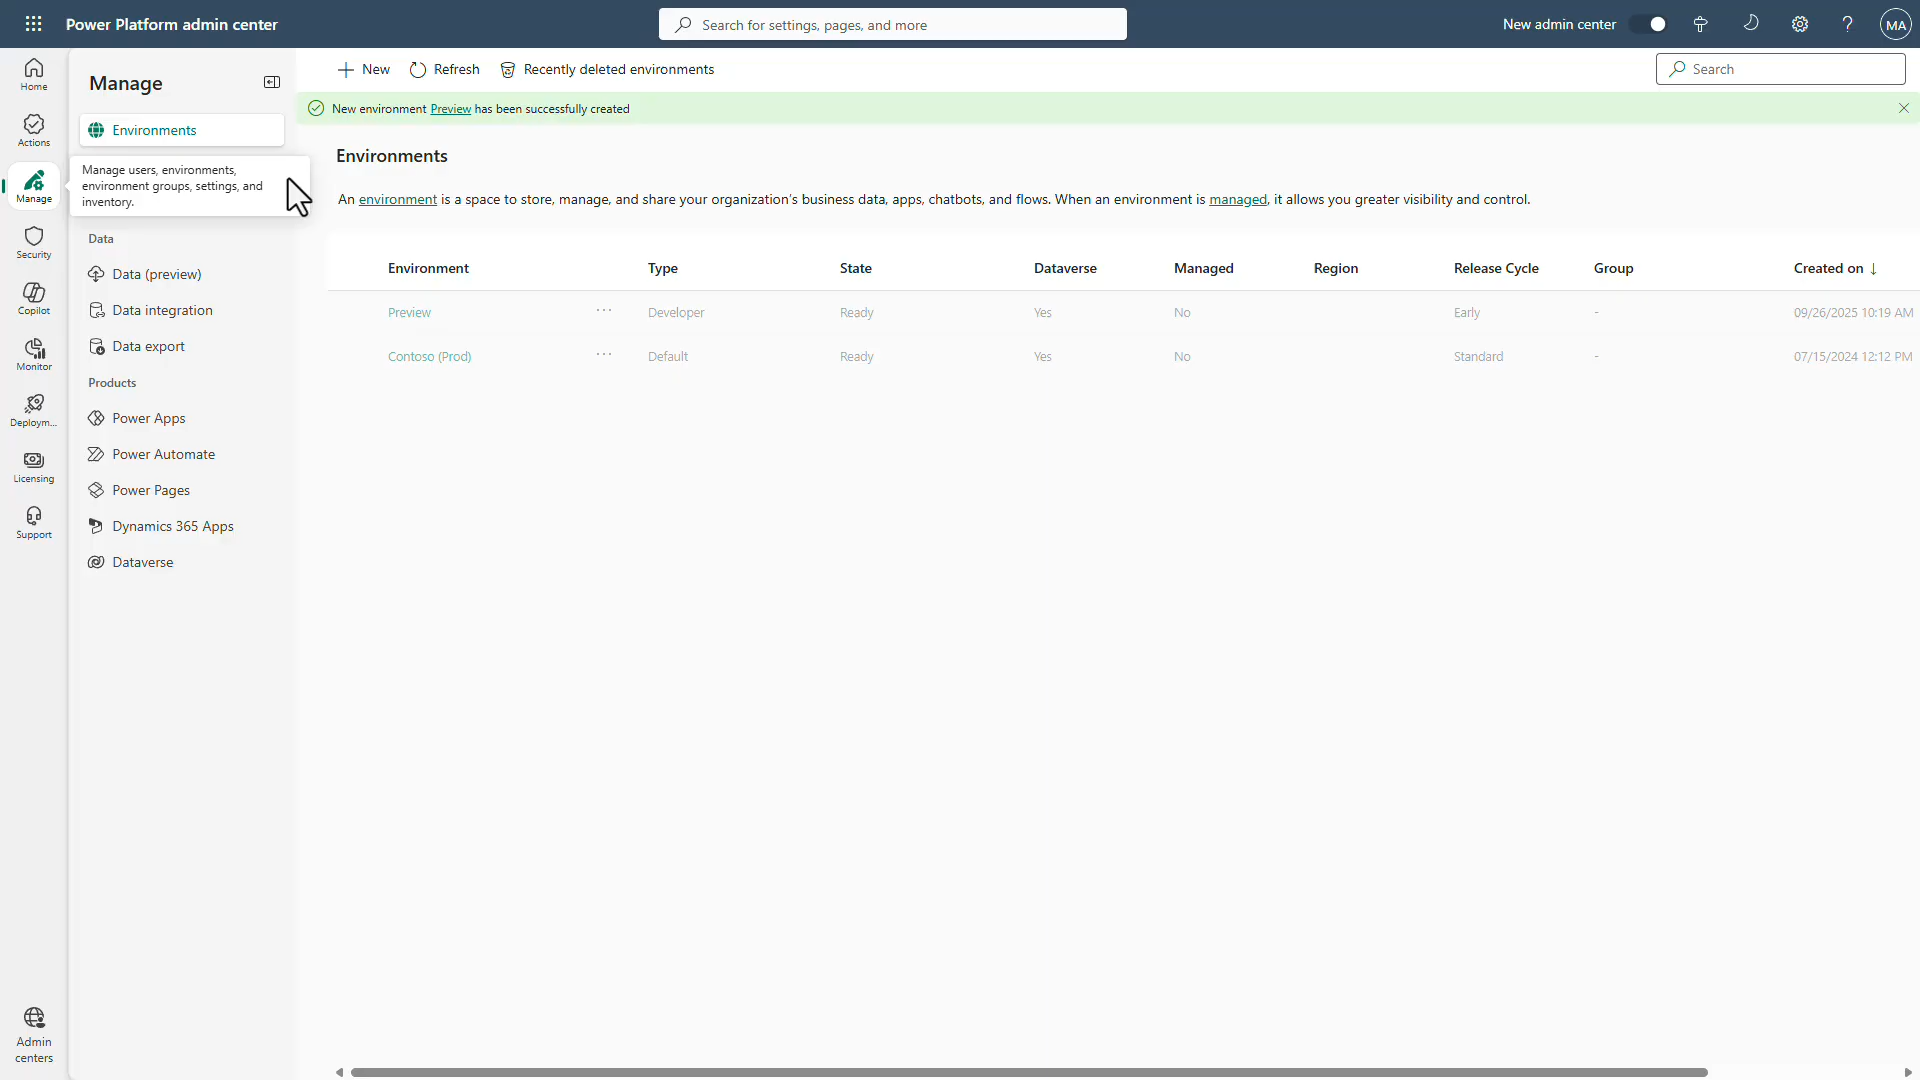 Power Platform admin center
Search for settings, pages, and more
New admin center
MA
Home
Actions
Manage
Security
Copilot
Monitor
Deploym...
Licensing
Support
Admin
centers
Manage
Environments
Manage users, environments,
environment groups, settings, and
inventory.
Data
Data (preview)
Data integration
Data export
Products
Power Apps
Power Automate
Power Pages
Dynamics 365 Apps
Dataverse
New Refresh Recently deleted environments
Search
New environment Preview has been successfully created
Environments
An environment is a space to store, manage, and share your organization's business data, apps, chatbots, and flows. When an environment is managed, it allows you greater visibility and control.
Environment Type State Dataverse Managed Region Release Cycle Group Created on ↓
Preview ... Developer Ready Yes No Early - 09/26/2025 10:19 AM
Contoso (Prod) ... Default Ready Yes No Standard - 07/15/2024 12:12 PM